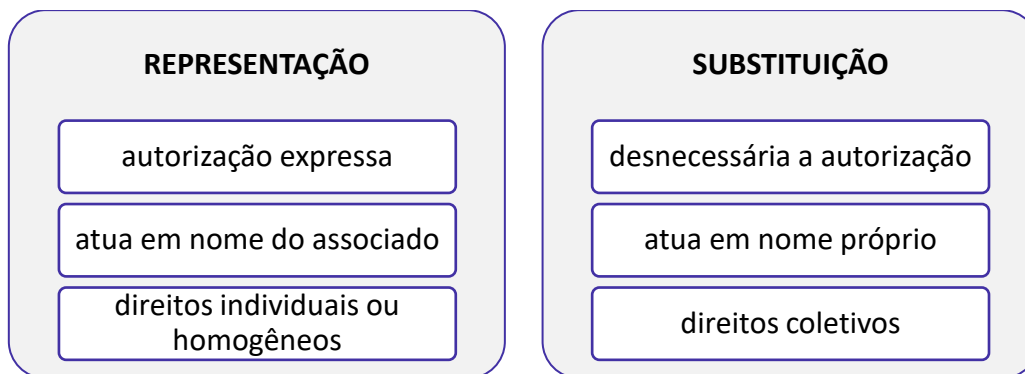 REPRESENTAÇÃO
autorização expressa
atua em nome do associado
direitos individuais ou
homogêneos
SUBSTITUIÇÃO
desnecessária a autorização
atua em nome próprio
direitos coletivos